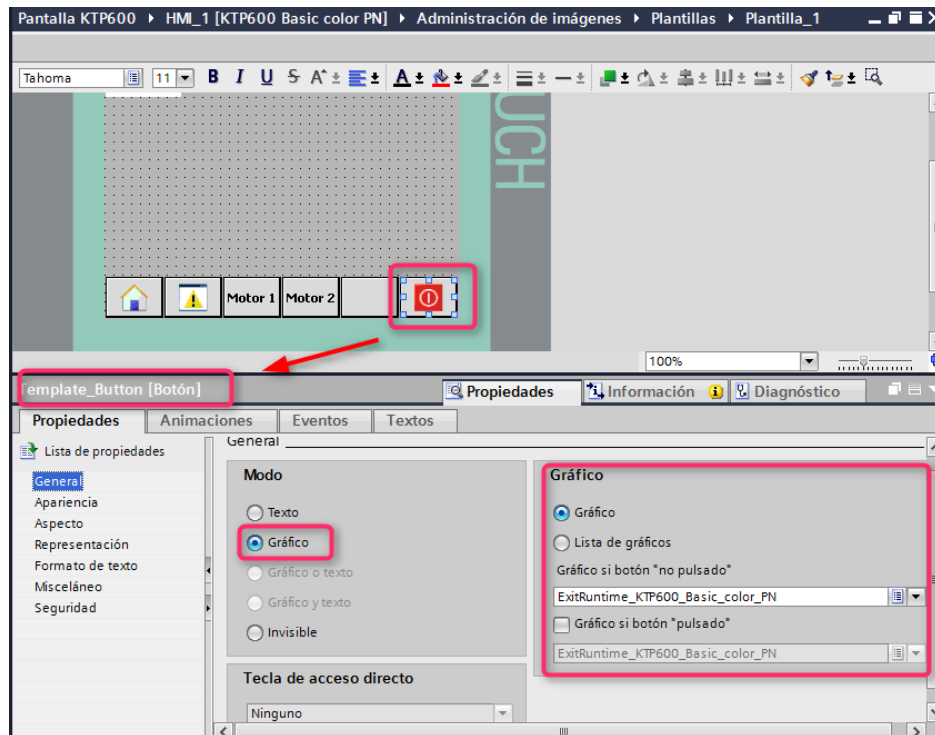 Pantalla KTP600 ▸ HMI_1 [KTP600 Basic color PN] ▸ Administración de imágenes ▸ Plantillas ▸ Plantilla_1
Tahoma 11 B I U S A
TOUCH
Motor 1 Motor 2
100%
Template_Button [Botón]
Propiedades Información Diagnóstico
Propiedades Animaciones Eventos Textos
Lista de propiedades
General
Apariencia
Aspecto
Representación
Formato de texto
Misceláneo
Seguridad
General
Modo
Texto
Gráfico
Gráfico o texto
Gráfico y texto
Invisible
Tecla de acceso directo
Ninguno
Gráfico
Gráfico
Lista de gráficos
Gráfico si botón "no pulsado"
ExitRuntime_KTP600_Basic_color_PN
Gráfico si botón "pulsado"
ExitRuntime_KTP600_Basic_color_PN